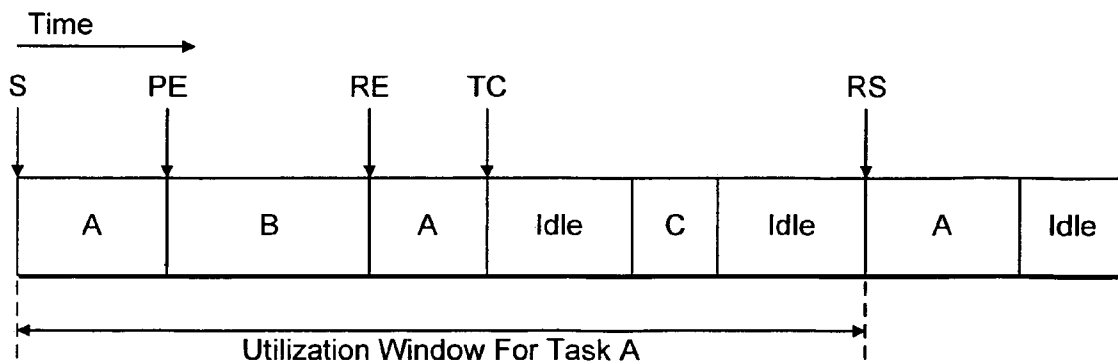 Time
S PE RE TC RS
A B A Idle C Idle A Idle
Utilization Window For Task A